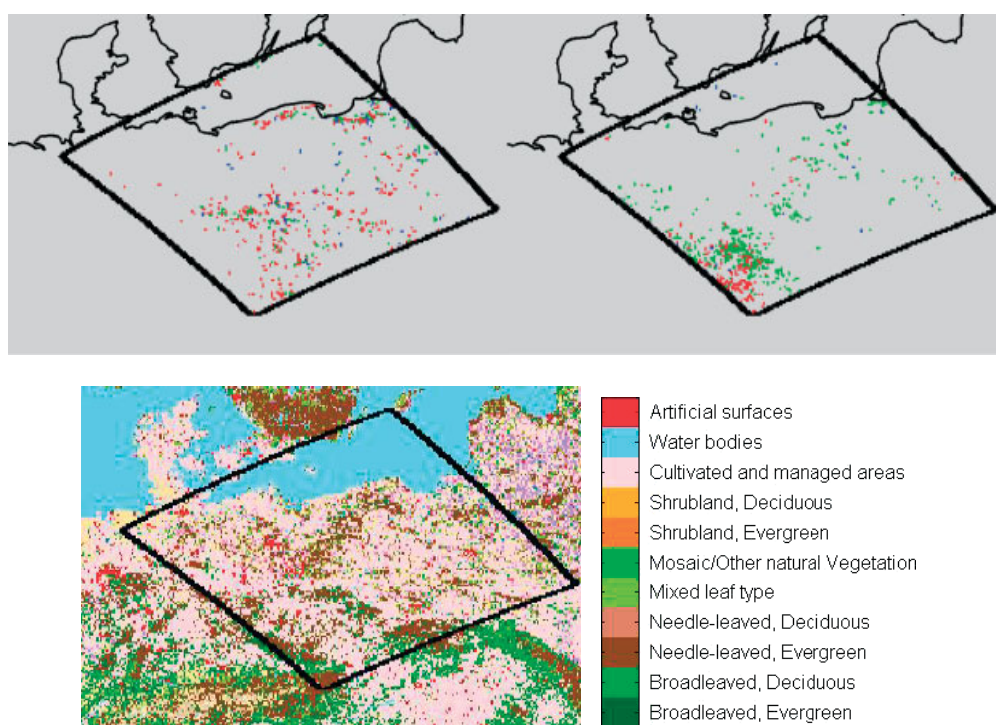 Artificial surfaces
Water bodies
Cultivated and managed areas
Shrubland, Deciduous
Shrubland, Evergreen
Mosaic/Other natural Vegetation
Mixed leaf type
Needle-leaved, Deciduous
Needle-leaved, Evergreen
Broadleaved, Deciduous
Broadleaved, Evergreen